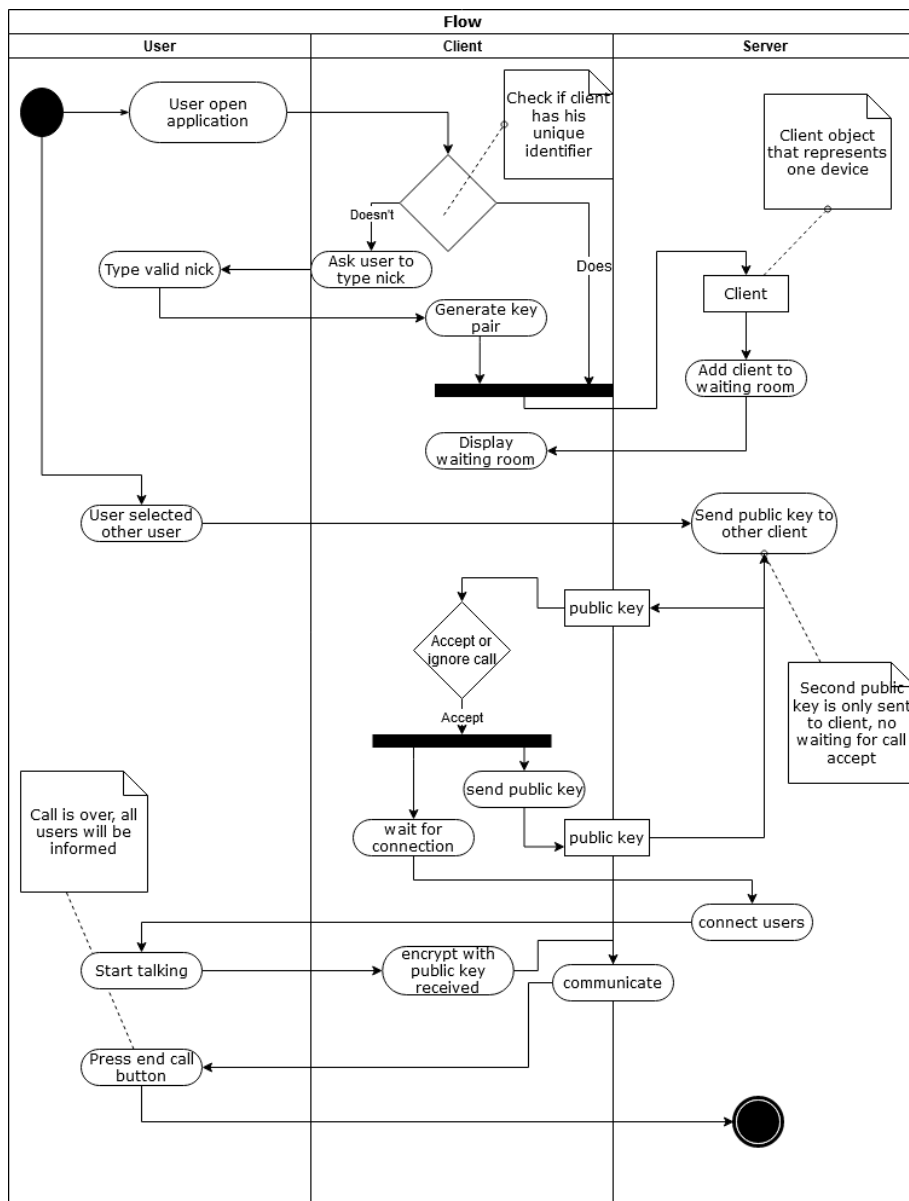 Flow
User
Client
Server
User open
application
Check if client
has his
unique
identifier
Client object
that represents
one device
Doesn't
Does
Type valid nick
Ask user to
type nick
Client
Generate key
pair
Add client to
waiting room
Display
waiting room
User selected
other user
Send public key to
other client
public key
Accept or
ignore call
Accept
Second public
key is only sent
to client, no
waiting for call
accept
send public key
Call is over, all
users will be
informed
wait for
connection
public key
connect users
Start talking
encrypt with
public key
received
communicate
Press end call
button